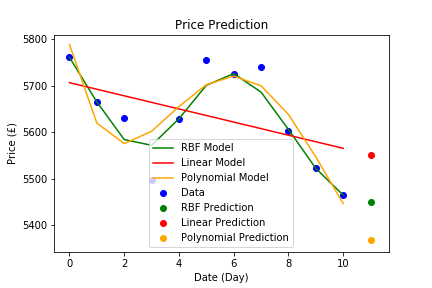 Price Prediction
5800
5700
5600
5500
5400
Price (£)
RBF Model
Linear Model
Polynomial Model
Data
RBF Prediction
Linear Prediction
Polynomial Prediction
0 2 4 6 8 10
Date (Day)